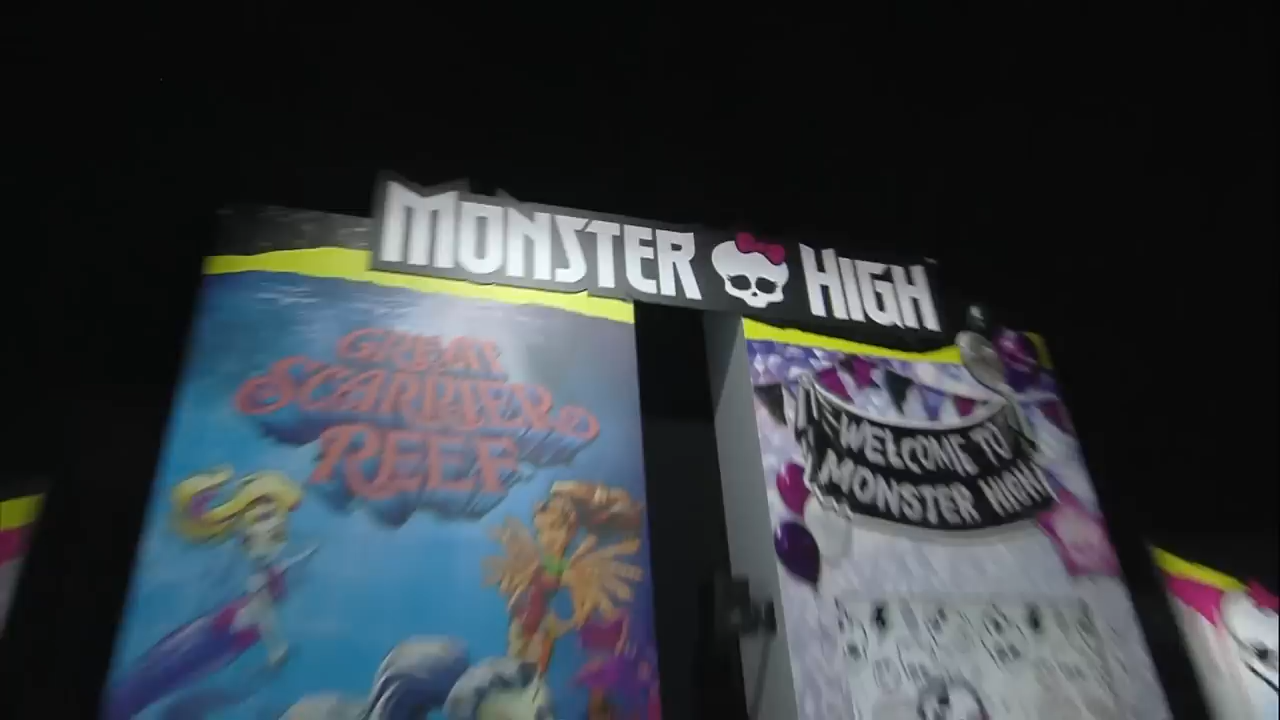 MONSTER HIGH
GREAT
SCARRIER
REEF
WELCOME TO
MONSTER HIGH